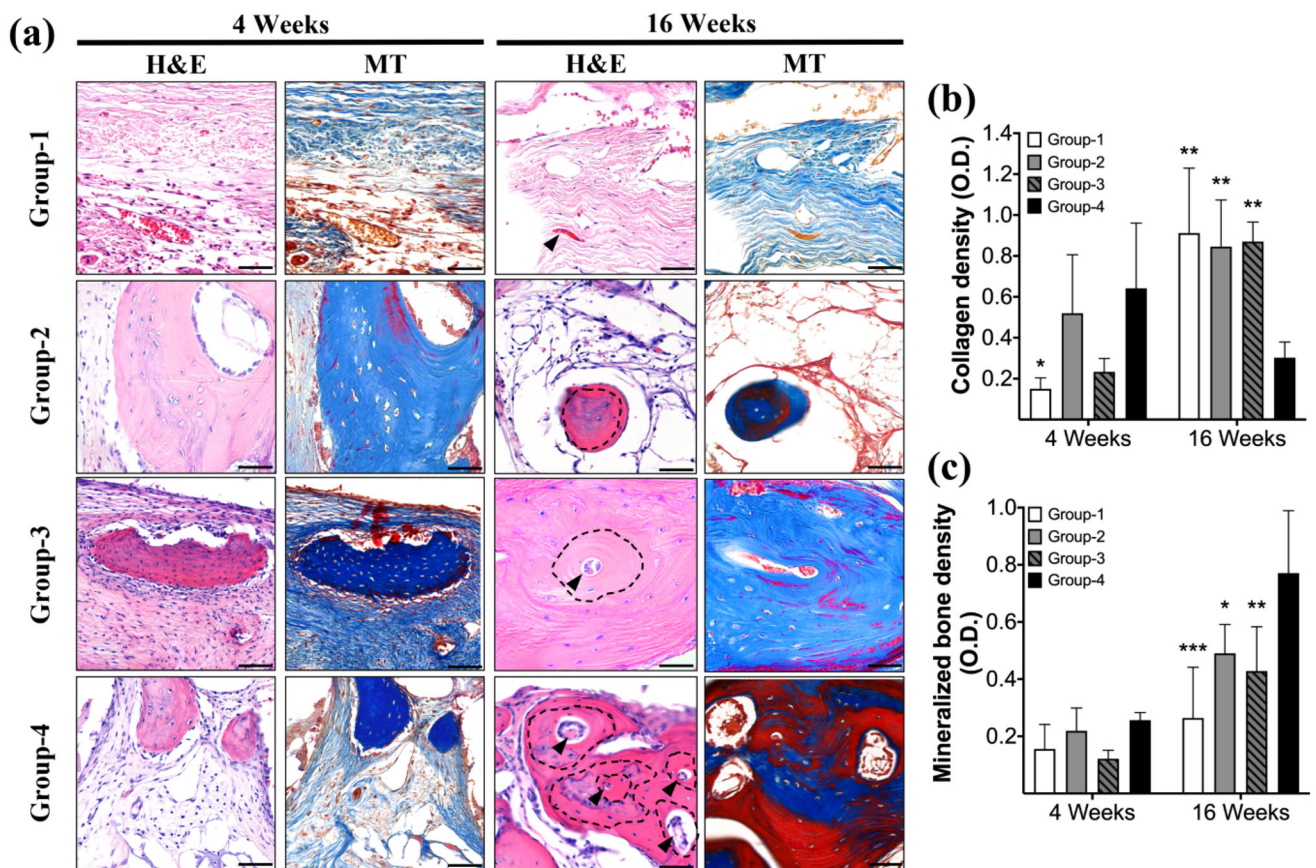 (a)
4 Weeks
16 Weeks
H&E
MT
H&E
MT
Group-1
Group-2
Group-3
Group-4
(b)
Collagen density (O.D.)
1.4
1.2
1.0
0.8
0.6
0.4
0.2
Group-1
Group-2
Group-3
Group-4
*
**
**
**
4 Weeks
16 Weeks
(c)
Mineralized bone density
(O.D.)
1.0
0.8
0.6
0.4
0.2
Group-1
Group-2
Group-3
Group-4
***
*
**
4 Weeks
16 Weeks